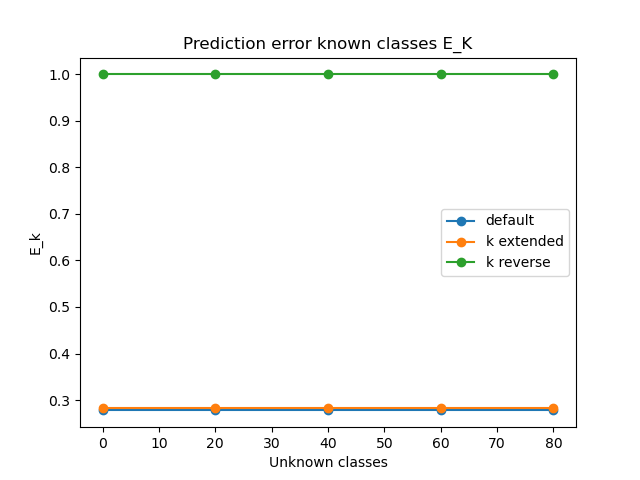 Prediction error known classes E_K
1.0
0.9
0.8
0.7
0.6
0.5
0.4
0.3
E_k
default
k extended
k reverse
0 10 20 30 40 50 60 70 80
Unknown classes